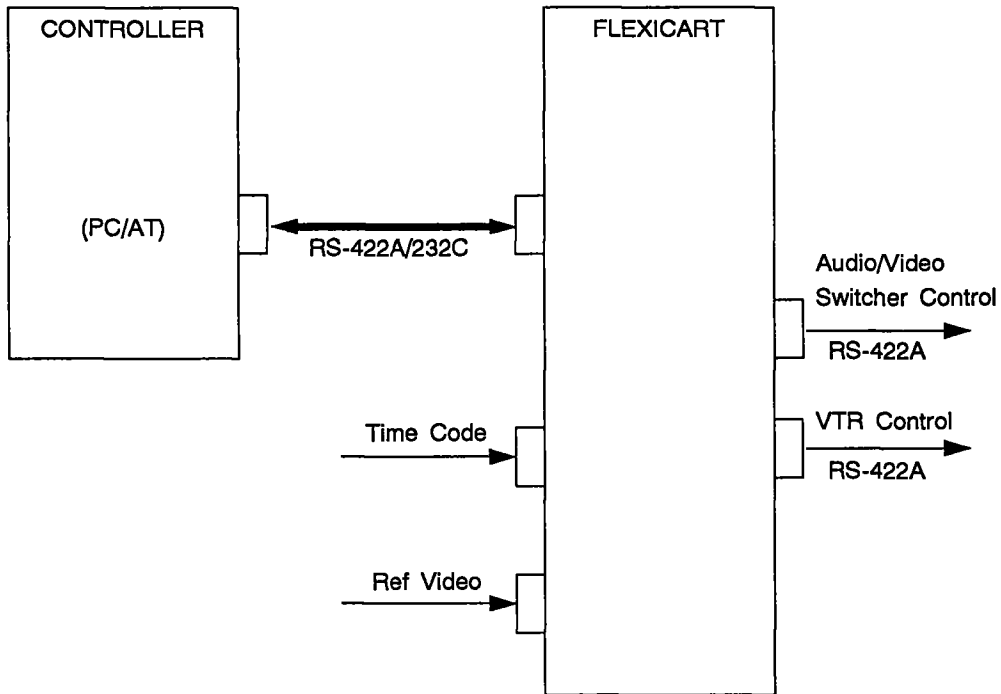 CONTROLLER
FLEXICART
(PC/AT)
RS-422A/232C
Audio/Video
Switcher Control
RS-422A
Time Code
VTR Control
RS-422A
Ref Video